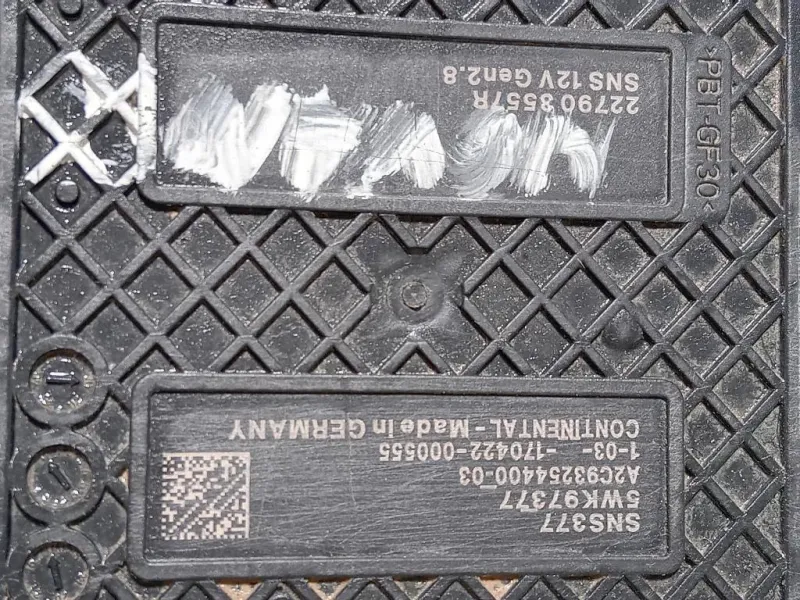 SNS377
5WK97377
A2C93254400-03
1-03- -170422-000555
CONTINENTAL - Made in GERMANY
22790 8557R
SNS 12V Gen2.8
>PBT-GF30<